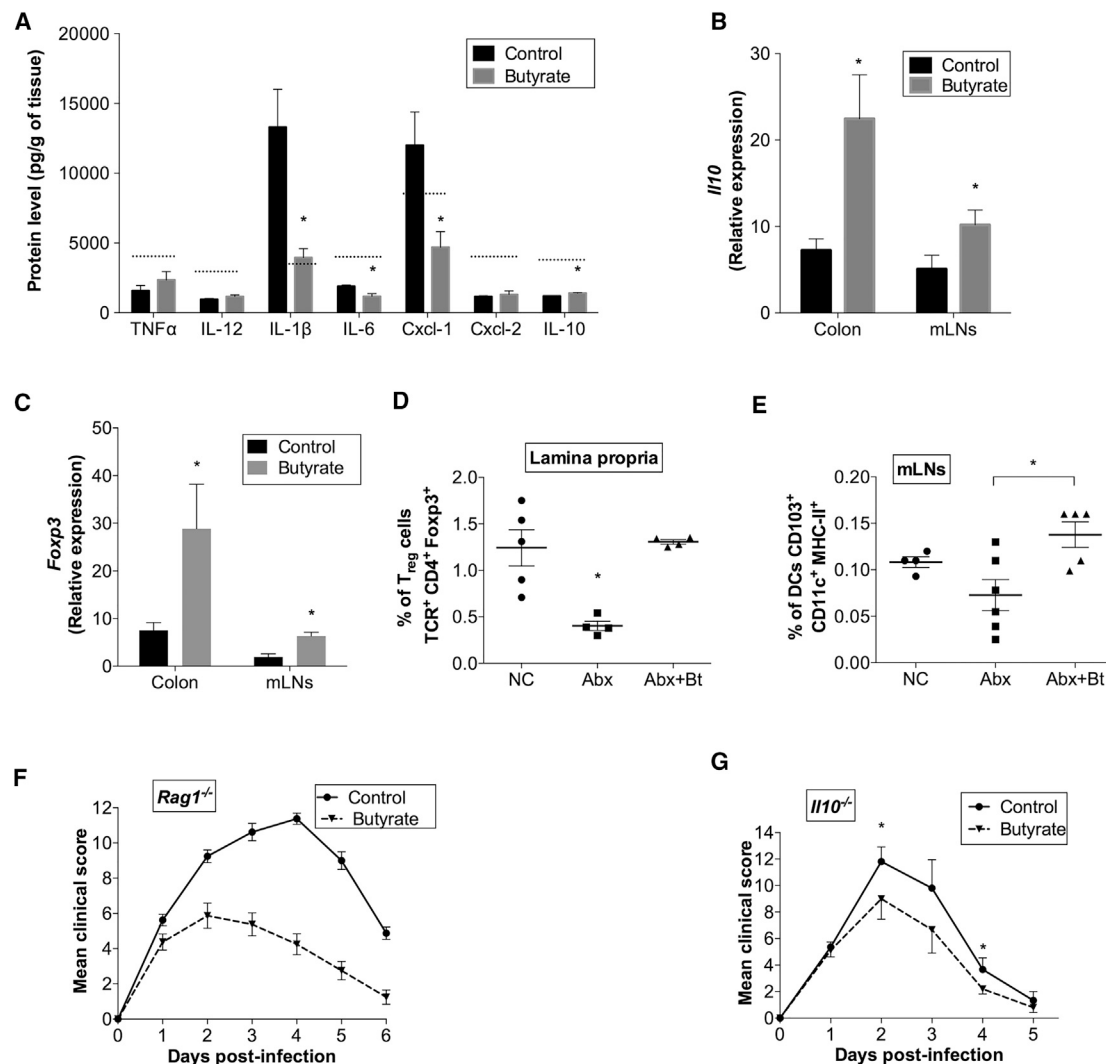 A
Protein level (pg/g of tissue)
20000
15000
10000
5000
0
Control
Butyrate
*
*
*
*
TNFα IL-12 IL-1β IL-6 Cxcl-1 Cxcl-2 IL-10
B
Il10
(Relative expression)
30
20
10
0
Control
Butyrate
*
*
Colon mLNs
C
Foxp3
(Relative expression)
50
40
30
20
10
0
Control
Butyrate
*
*
Colon mLNs
D
Lamina propria
% of Treg cells
TCR+ CD4+ Foxp3+
2.0
1.5
1.0
0.5
0.0
*
NC Abx Abx+Bt
E
mLNs
% of DCs CD103+
CD11c+ MHC-II+
0.20
0.15
0.10
0.05
0.00
*
NC Abx Abx+Bt
F
Rag1-/-
Control
Butyrate
Mean clinical score
12
10
8
6
4
2
0
0 1 2 3 4 5 6
Days post-infection
G
Il10-/-
Control
Butyrate
Mean clinical score
14
12
10
8
6
4
2
0
*
*
0 1 2 3 4 5
Days post-infection